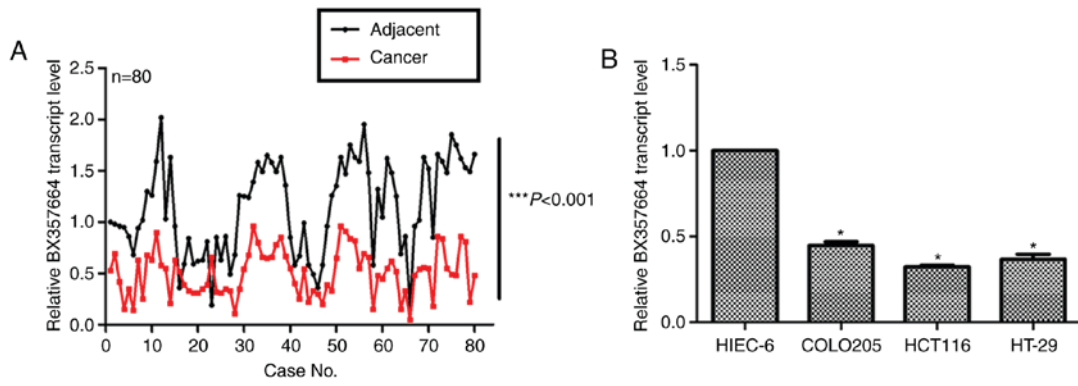 A
Adjacent
Cancer
n=80
Relative BX357664 transcript level
2.5
2.0
1.5
1.0
0.5
0.0
0 10 20 30 40 50 60 70 80
Case No.
***P<0.001
B
Relative BX357664 transcript level
1.5
1.0
0.5
0.0
*
*
*
HIEC-6 COLO205 HCT116 HT-29